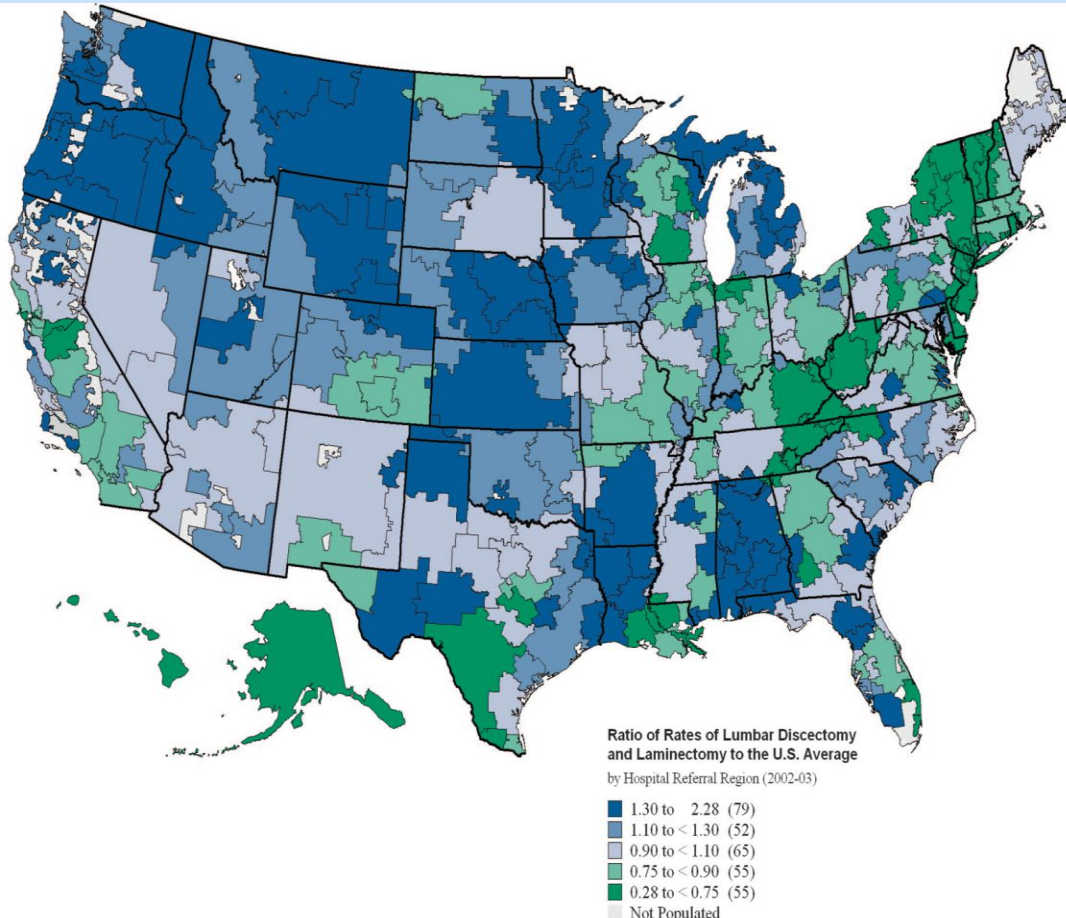 Ratio of Rates of Lumbar Discectomy
and Laminectomy to the U.S. Average
by Hospital Referral Region (2002-03)
1.30 to 2.28 (79)
1.10 to < 1.30 (52)
0.90 to < 1.10 (65)
0.75 to < 0.90 (55)
0.28 to < 0.75 (55)
Not Populated